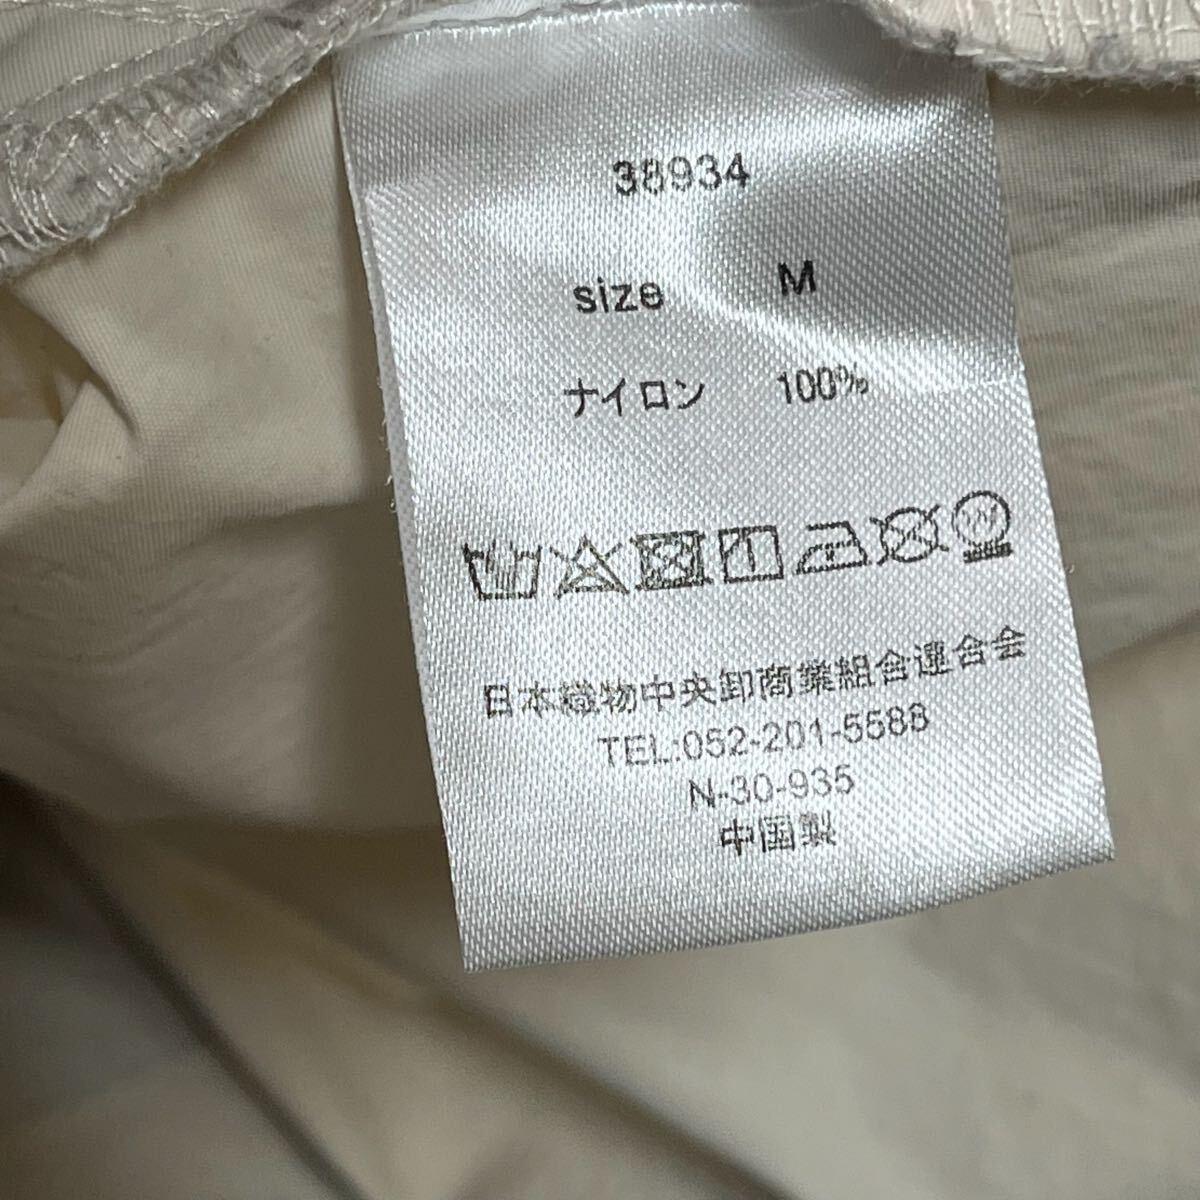 38934
size M
ナイロン 100%
日本織物中央卸商業組合連合会
TEL:052-201-5588
N-30-935
中国製